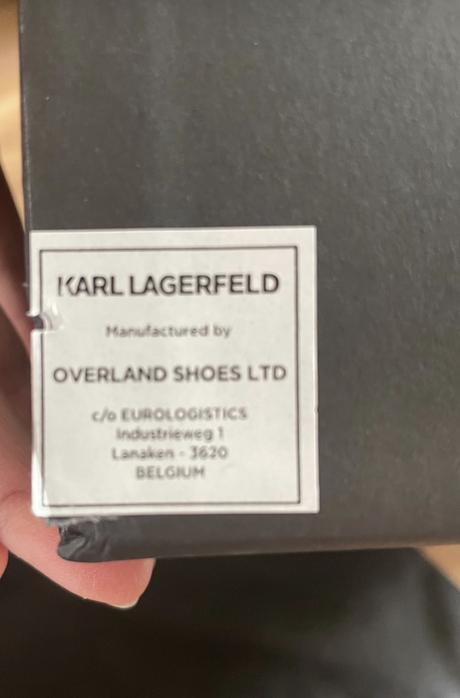 KARL LAGERFELD
Manufactured by
OVERLAND SHOES LTD
c/o EUROLOGISTICS
Industrieweg 1
Lanaken - 3620
BELGIUM